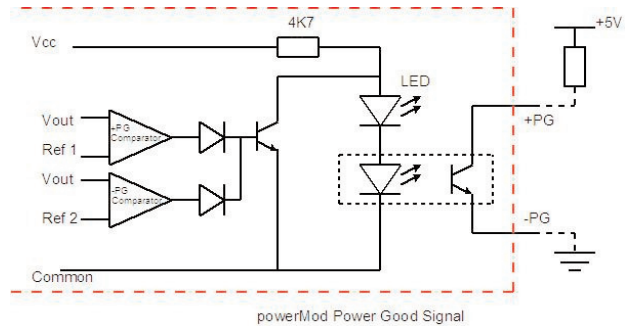 4K7
+5V
Vcc
LED
Vout
+PG
Comparator
Ref 1
+PG
Vout
-PG
Comparator
Ref 2
-PG
Common
powerMod Power Good Signal